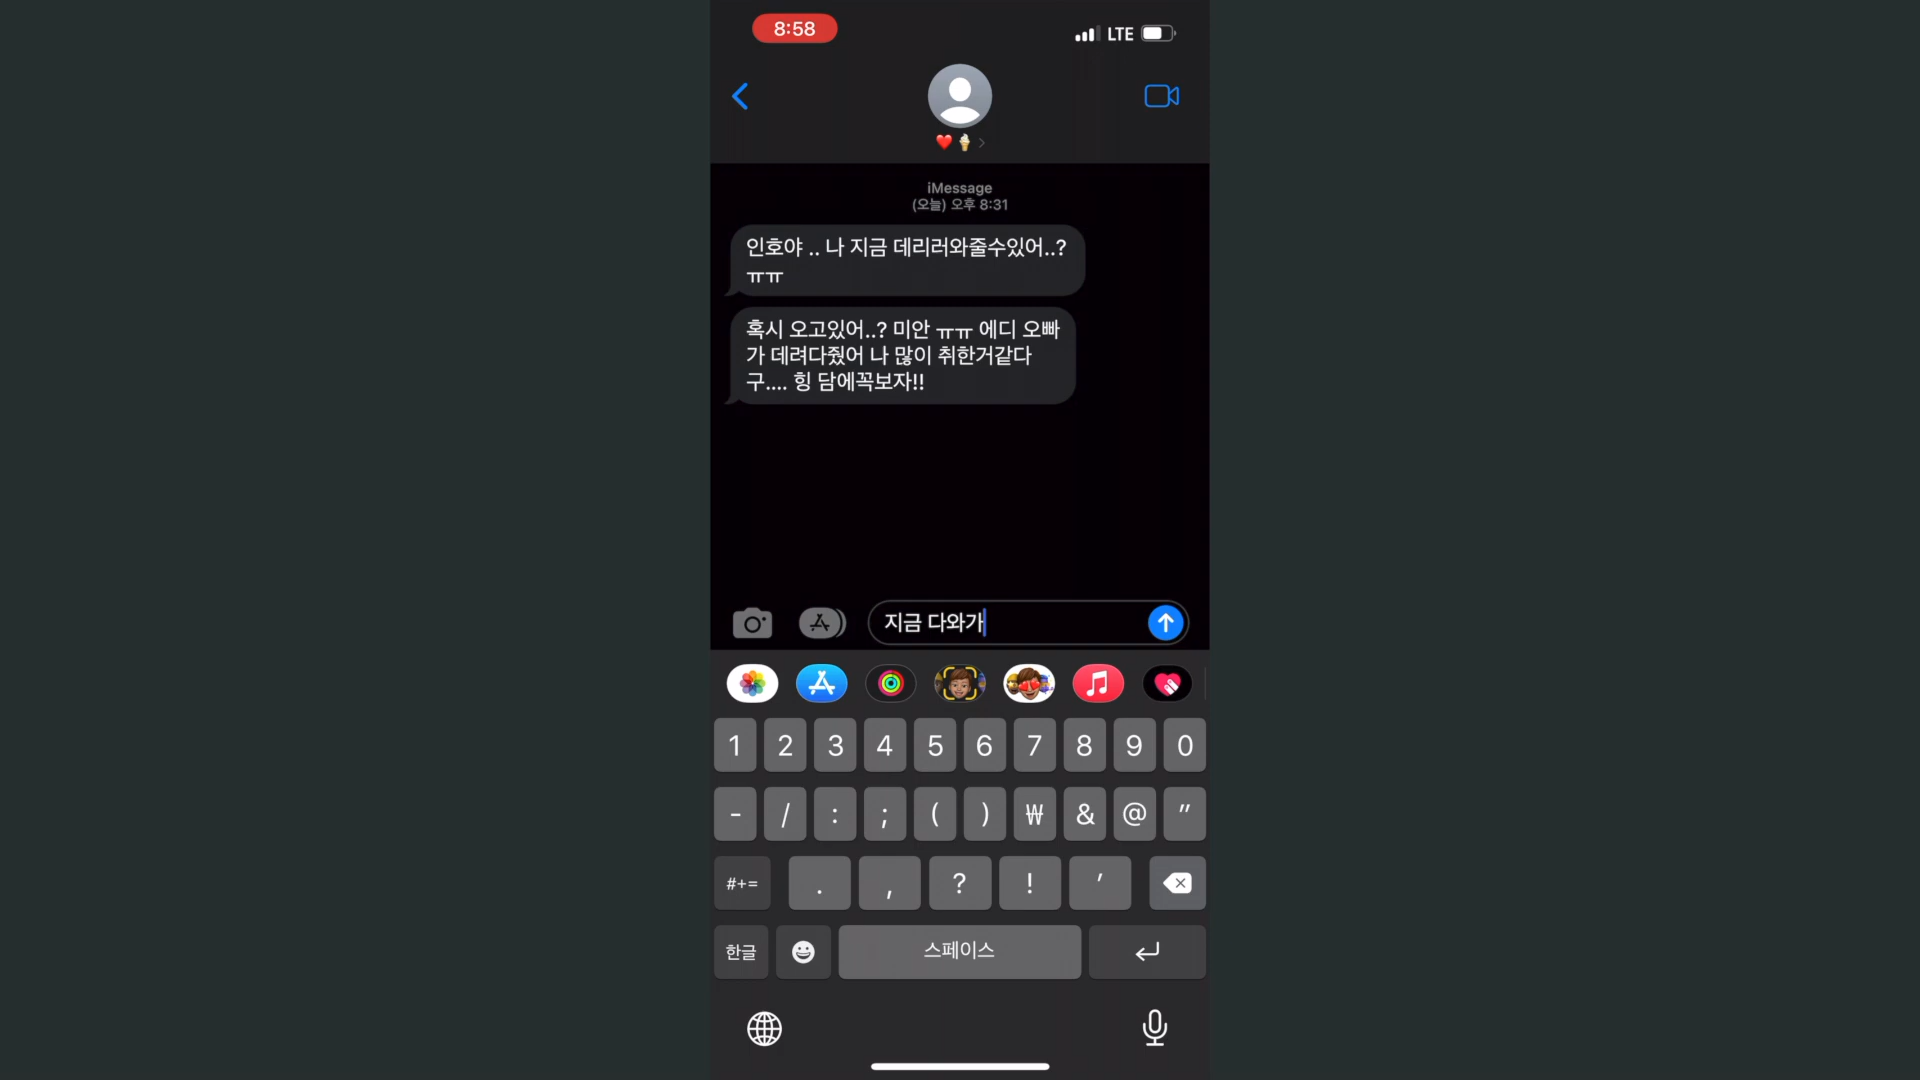 8:58
LTE
iMessage
(오늘) 오후 8:31
인호야 .. 나 지금 데리러와줄수있어..?
ㅠㅠ
혹시 오고있어..? 미안 ㅠㅠ 에디 오빠
가 데려다줬어 나 많이 취한거같다
구.... 힝 담에꼭보자!!
지금 다와가
1 2 3 4 5 6 7 8 9 0
- / : ; ( ) ₩ & @ "
#+= . , ? ! '
한글 스페이스